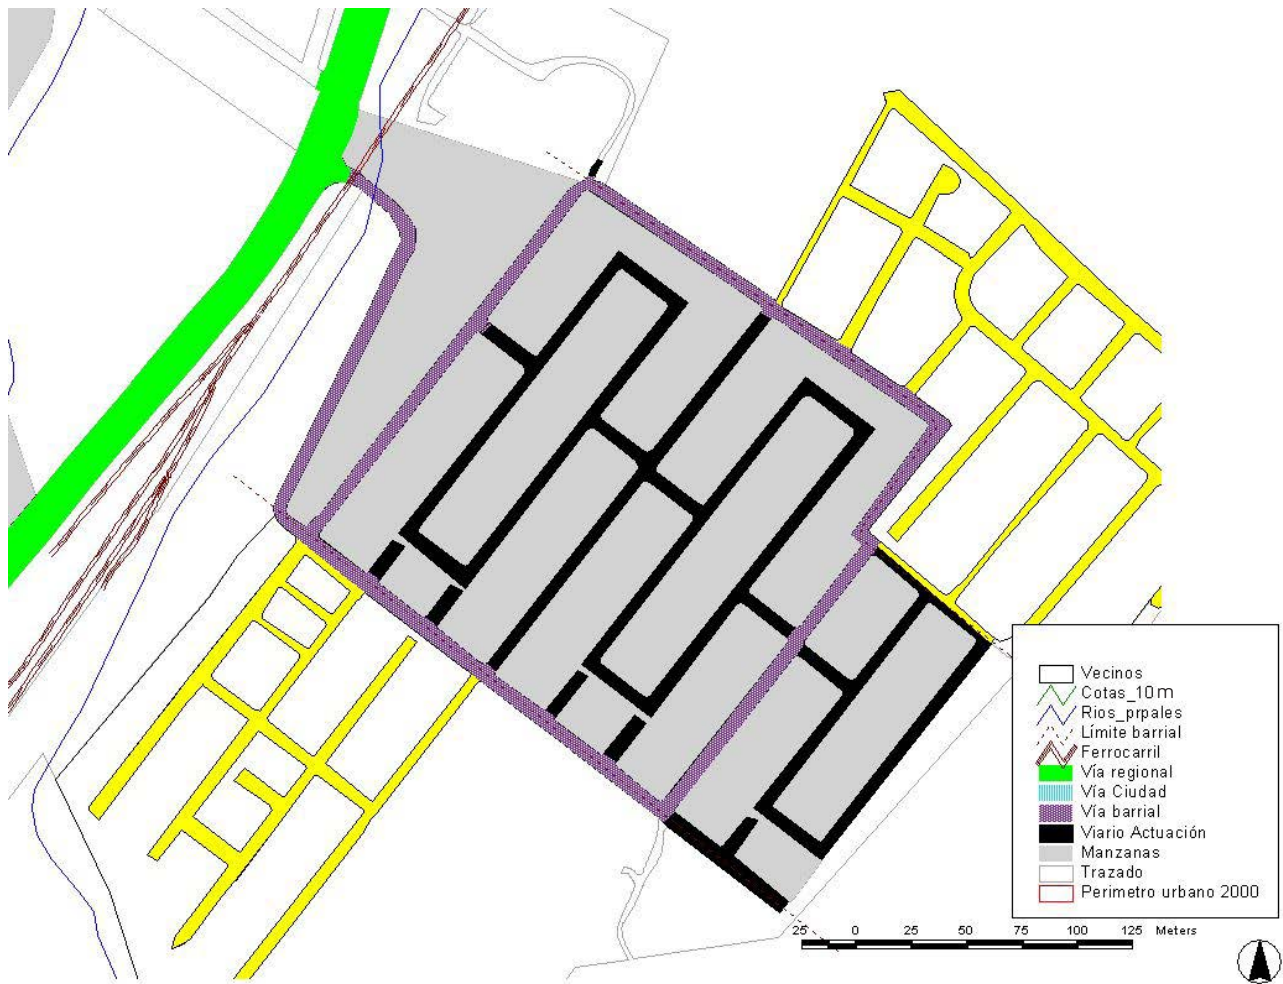 Vecinos
Cotas_10m
Rios_prpales
Límite barrial
Ferrocarril
Vía regional
Vía Ciudad
Vía barrial
Viario Actuación
Manzanas
Trazado
Perimetro urbano 2000
25 0 25 50 75 100 125 Meters